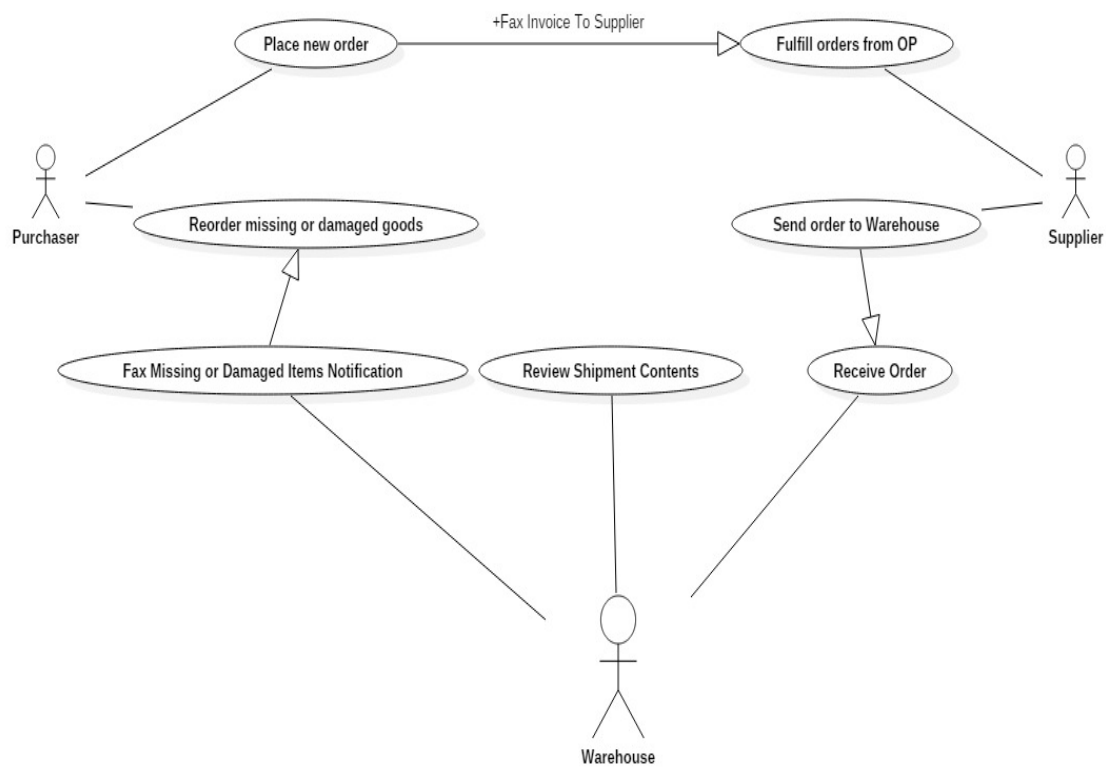 +Fax Invoice To Supplier
Place new order
Fulfill orders from OP
Purchaser
Reorder missing or damaged goods
Send order to Warehouse
Supplier
Fax Missing or Damaged Items Notification
Review Shipment Contents
Receive Order
Warehouse